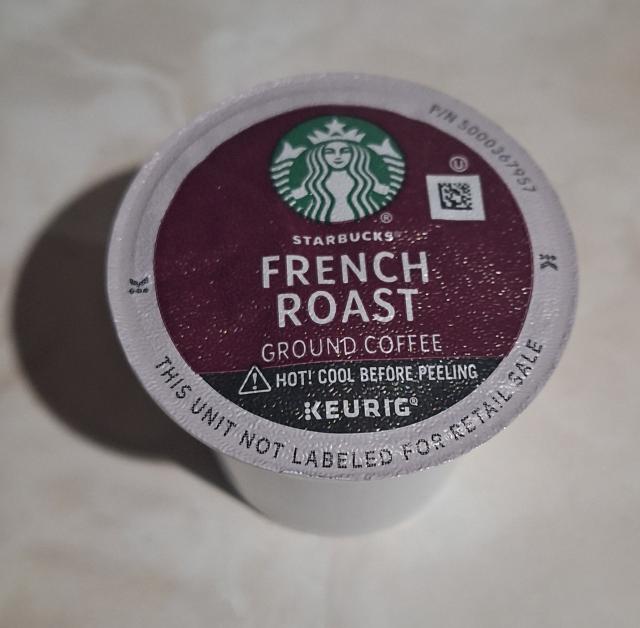 P/N 5000367957
U
STARBUCKS®
FRENCH
ROAST
GROUND COFFEE
HOT! COOL BEFORE PEELING
KEURIG®
THIS UNIT NOT LABELED FOR RETAIL SALE